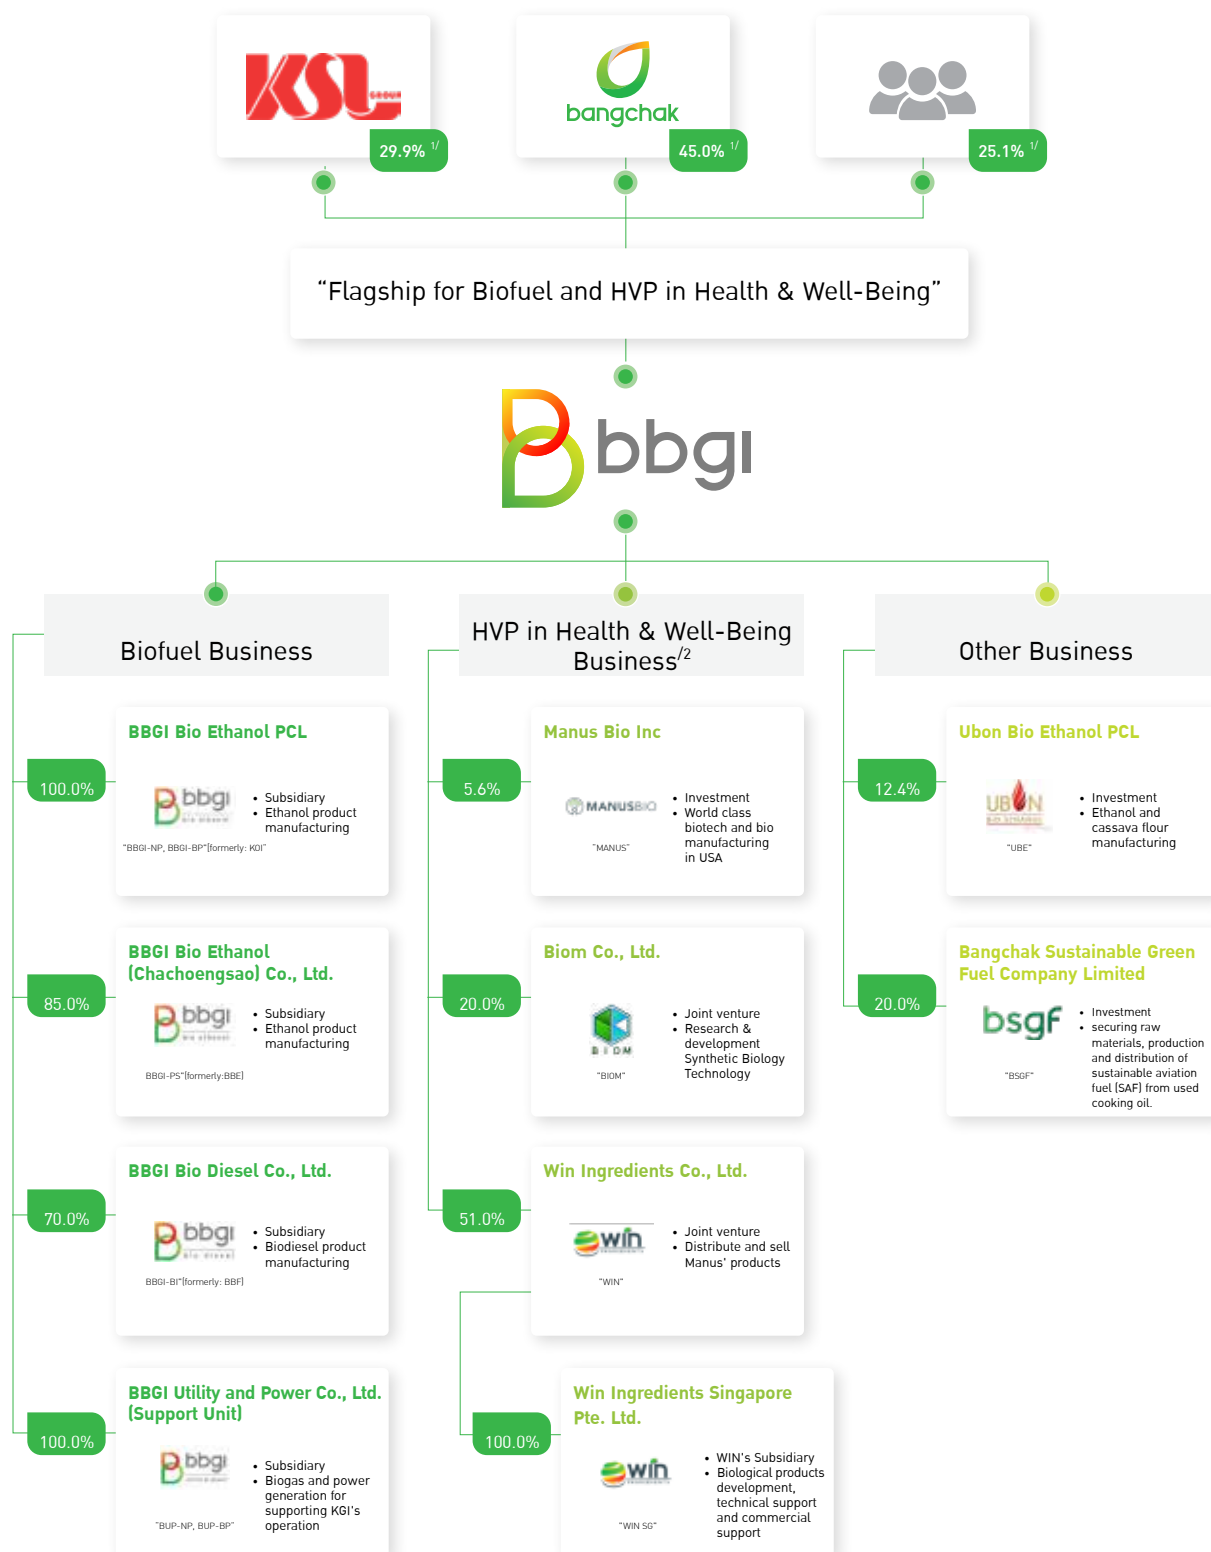 KSL
GROUP
29.9% 1/
bangchak
45.0% 1/
25.1% 1/
“Flagship for Biofuel and HVP in Health & Well-Being”
bbgi
Biofuel Business
BBGI Bio Ethanol PCL
100.0%
bbgi
"BBGI-NP, BBGI-BP"(formerly: KOI"
• Subsidiary
• Ethanol product
manufacturing
BBGI Bio Ethanol
(Chachoengsao) Co., Ltd.
85.0%
bbgi
bio ethanol
BBGI-PS"(formerly:BBE)
• Subsidiary
• Ethanol product
manufacturing
BBGI Bio Diesel Co., Ltd.
70.0%
bbgi
bio diesel
BBGI-BI"(formerly: BBF)
• Subsidiary
• Biodiesel product
manufacturing
BBGI Utility and Power Co., Ltd.
(Support Unit)
100.0%
bbgi
"BUP-NP, BUP-BP"
• Subsidiary
• Biogas and power
generation for
supporting KGI's
operation
HVP in Health & Well-Being
Business/2
Manus Bio Inc
5.6%
MANUSBIO
"MANUS"
• Investment
• World class
biotech and bio
manufacturing
in USA
Biom Co., Ltd.
20.0%
BIOM
"BIOM"
• Joint venture
• Research &
development
Synthetic Biology
Technology
Win Ingredients Co., Ltd.
51.0%
win
"WIN"
• Joint venture
• Distribute and sell
Manus' products
Win Ingredients Singapore
Pte. Ltd.
100.0%
win
"WIN SG"
• WIN's Subsidiary
• Biological products
development,
technical support
and commercial
support
Other Business
Ubon Bio Ethanol PCL
12.4%
UBON
BIO ETHANOL
"UBE"
• Investment
• Ethanol and
cassava flour
manufacturing
Bangchak Sustainable Green
Fuel Company Limited
20.0%
bsgf
"BSGF"
• Investment
• securing raw
materials, production
and distribution of
sustainable aviation
fuel (SAF) from used
cooking oil.